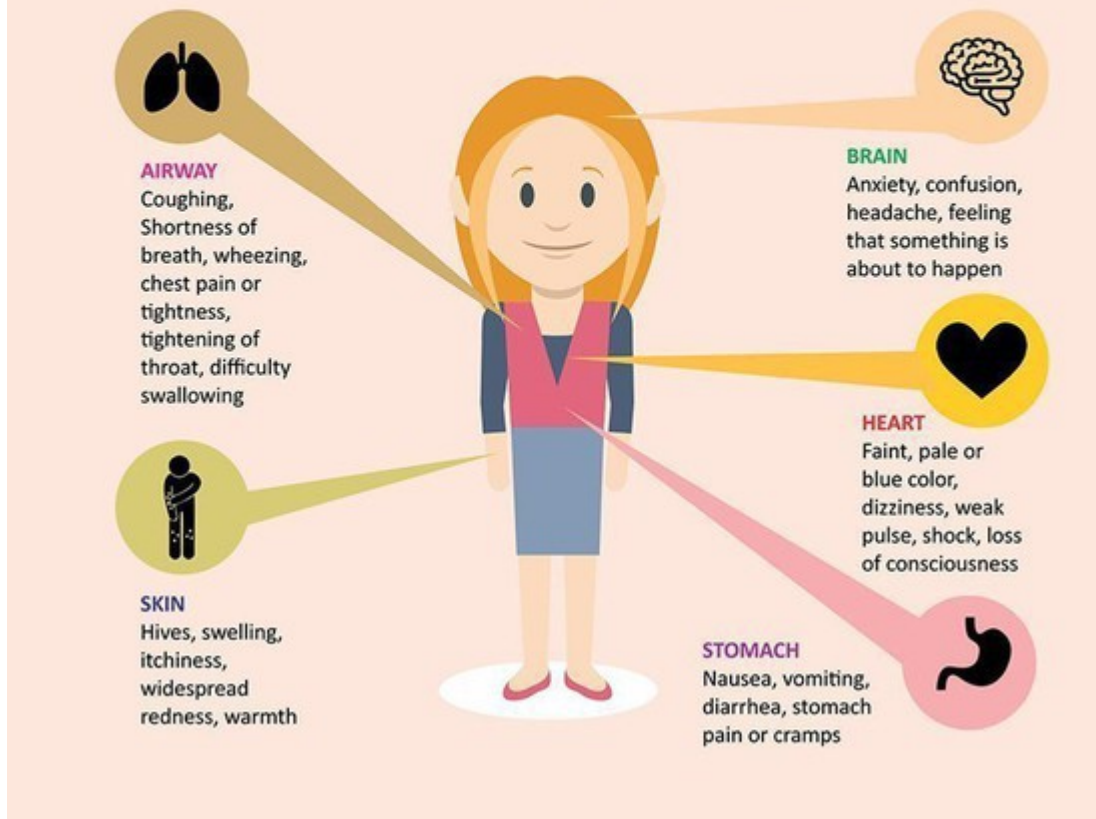 AIRWAY
Coughing,
Shortness of
breath, wheezing,
chest pain or
tightness,
tightening of
throat, difficulty
swallowing
SKIN
Hives, swelling,
itchiness,
widespread
redness, warmth
BRAIN
Anxiety, confusion,
headache, feeling
that something is
about to happen
HEART
Faint, pale or
blue color,
dizziness, weak
pulse, shock, loss
of consciousness
STOMACH
Nausea, vomiting,
diarrhea, stomach
pain or cramps